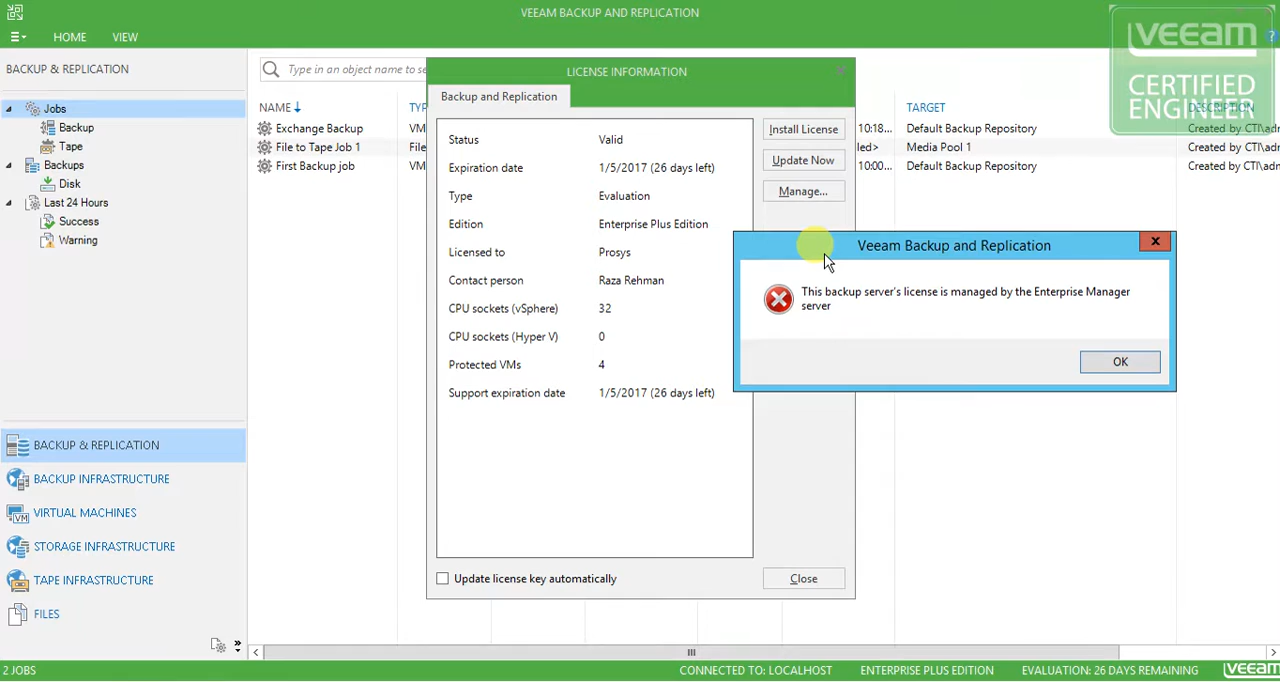 VEEAM BACKUP AND REPLICATION
HOME VIEW
BACKUP & REPLICATION
Type in an object name to se
LICENSE INFORMATION
veeam
CERTIFIED
ENGINEER
?
Jobs
Backup
Tape
Backups
Disk
Last 24 Hours
Success
Warning
NAME TYP TARGET DESCRIPTION
Exchange Backup VM 10:18... Default Backup Repository Created by CTI\adr
File to Tape Job 1 File led> Media Pool 1 Created by CTI\adr
First Backup job VM 10:00... Default Backup Repository Created by CTI\adr
Backup and Replication
Status Valid
Expiration date 1/5/2017 (26 days left)
Type Evaluation
Edition Enterprise Plus Edition
Licensed to Prosys
Contact person Raza Rehman
CPU sockets (vSphere) 32
CPU sockets (Hyper V) 0
Protected VMs 4
Support expiration date 1/5/2017 (26 days left)
Install License
Update Now
Manage...
Veeam Backup and Replication
This backup server's license is managed by the Enterprise Manager
server
OK
Update license key automatically
Close
BACKUP & REPLICATION
BACKUP INFRASTRUCTURE
VM
VIRTUAL MACHINES
STORAGE INFRASTRUCTURE
TAPE INFRASTRUCTURE
FILES
2 JOBS CONNECTED TO: LOCALHOST ENTERPRISE PLUS EDITION EVALUATION: 26 DAYS REMAINING veeam